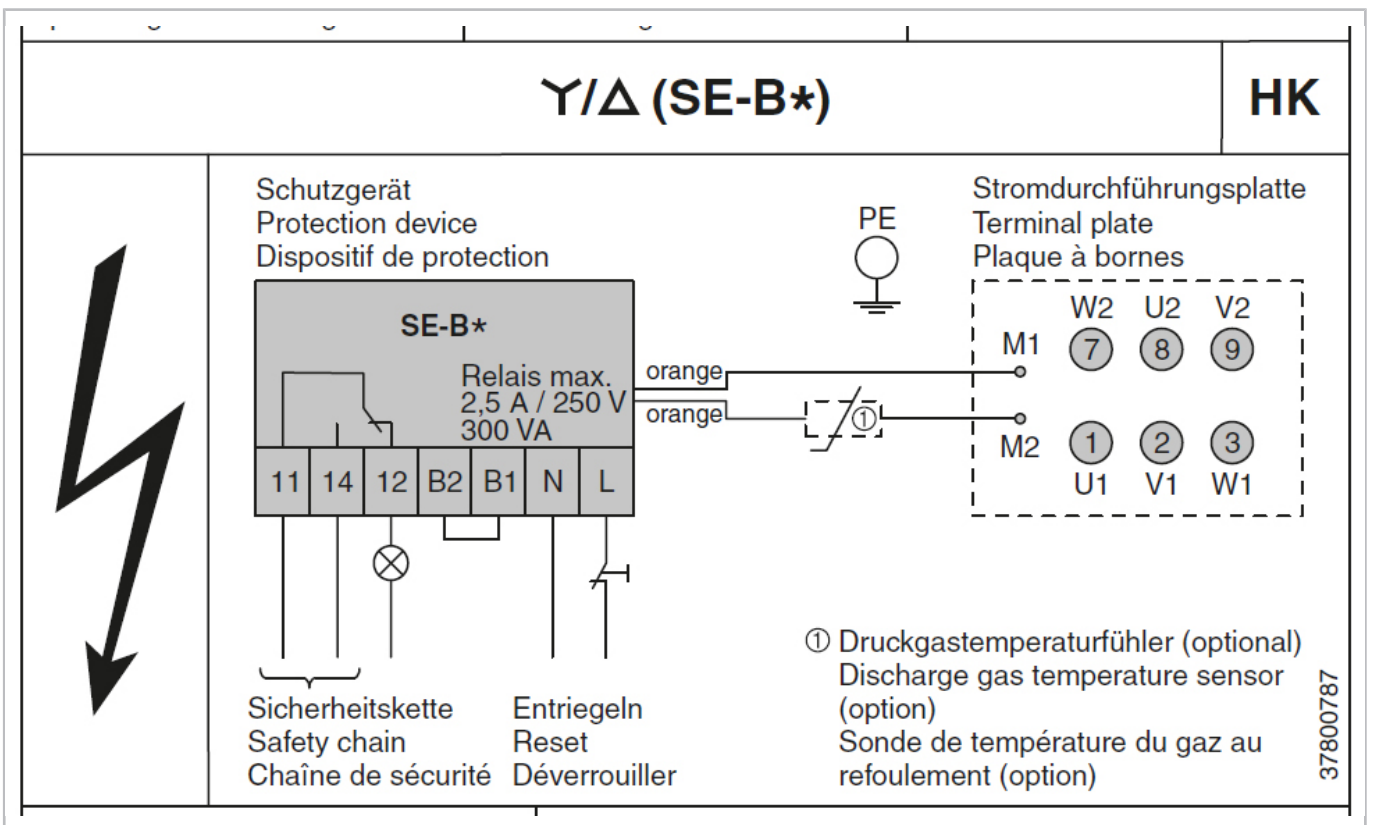 Y/Δ (SE-B*)
HK
Schutzgerät
Protection device
Dispositif de protection
SE-B*
Relais max.
2,5 A / 250 V
300 VA
11 14 12 B2 B1 N L
orange
orange
PE
Stromdurchführungsplatte
Terminal plate
Plaque à bornes
W2 U2 V2
M1 7 8 9
①
M2 1 2 3
U1 V1 W1
Sicherheitskette
Safety chain
Chaîne de sécurité
Entriegeln
Reset
Déverrouiller
① Druckgastemperaturfühler (optional)
Discharge gas temperature sensor
(option)
Sonde de température du gaz au
refoulement (option)
37800787